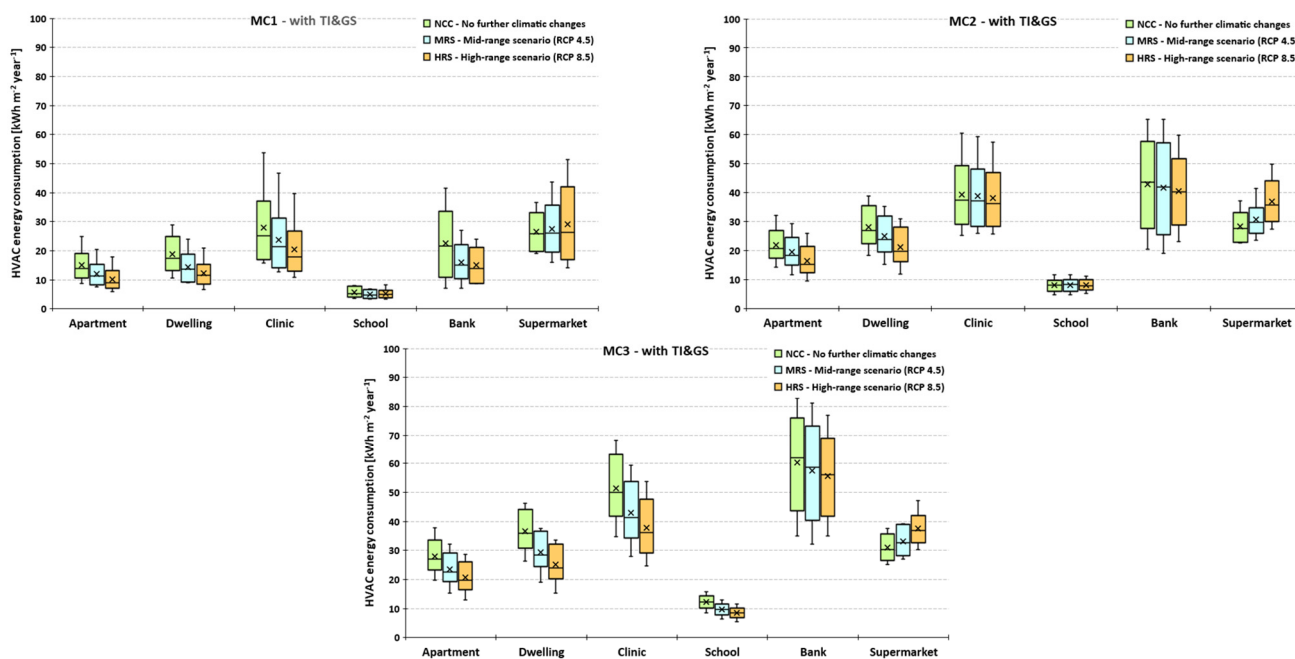 MC1 - with TI&GS
NCC - No further climatic changes
MRS - Mid-range scenario (RCP 4.5)
HRS - High-range scenario (RCP 8.5)
HVAC energy consumption [kWh m⁻² year⁻¹]
100
90
80
70
60
50
40
30
20
10
0
Apartment Dwelling Clinic School Bank Supermarket
MC2 - with TI&GS
NCC - No further climatic changes
MRS - Mid-range scenario (RCP 4.5)
HRS - High-range scenario (RCP 8.5)
HVAC energy consumption [kWh m⁻² year⁻¹]
100
90
80
70
60
50
40
30
20
10
0
Apartment Dwelling Clinic School Bank Supermarket
MC3 - with TI&GS
NCC - No further climatic changes
MRS - Mid-range scenario (RCP 4.5)
HRS - High-range scenario (RCP 8.5)
HVAC energy consumption [kWh m⁻² year⁻¹]
100
90
80
70
60
50
40
30
20
10
0
Apartment Dwelling Clinic School Bank Supermarket